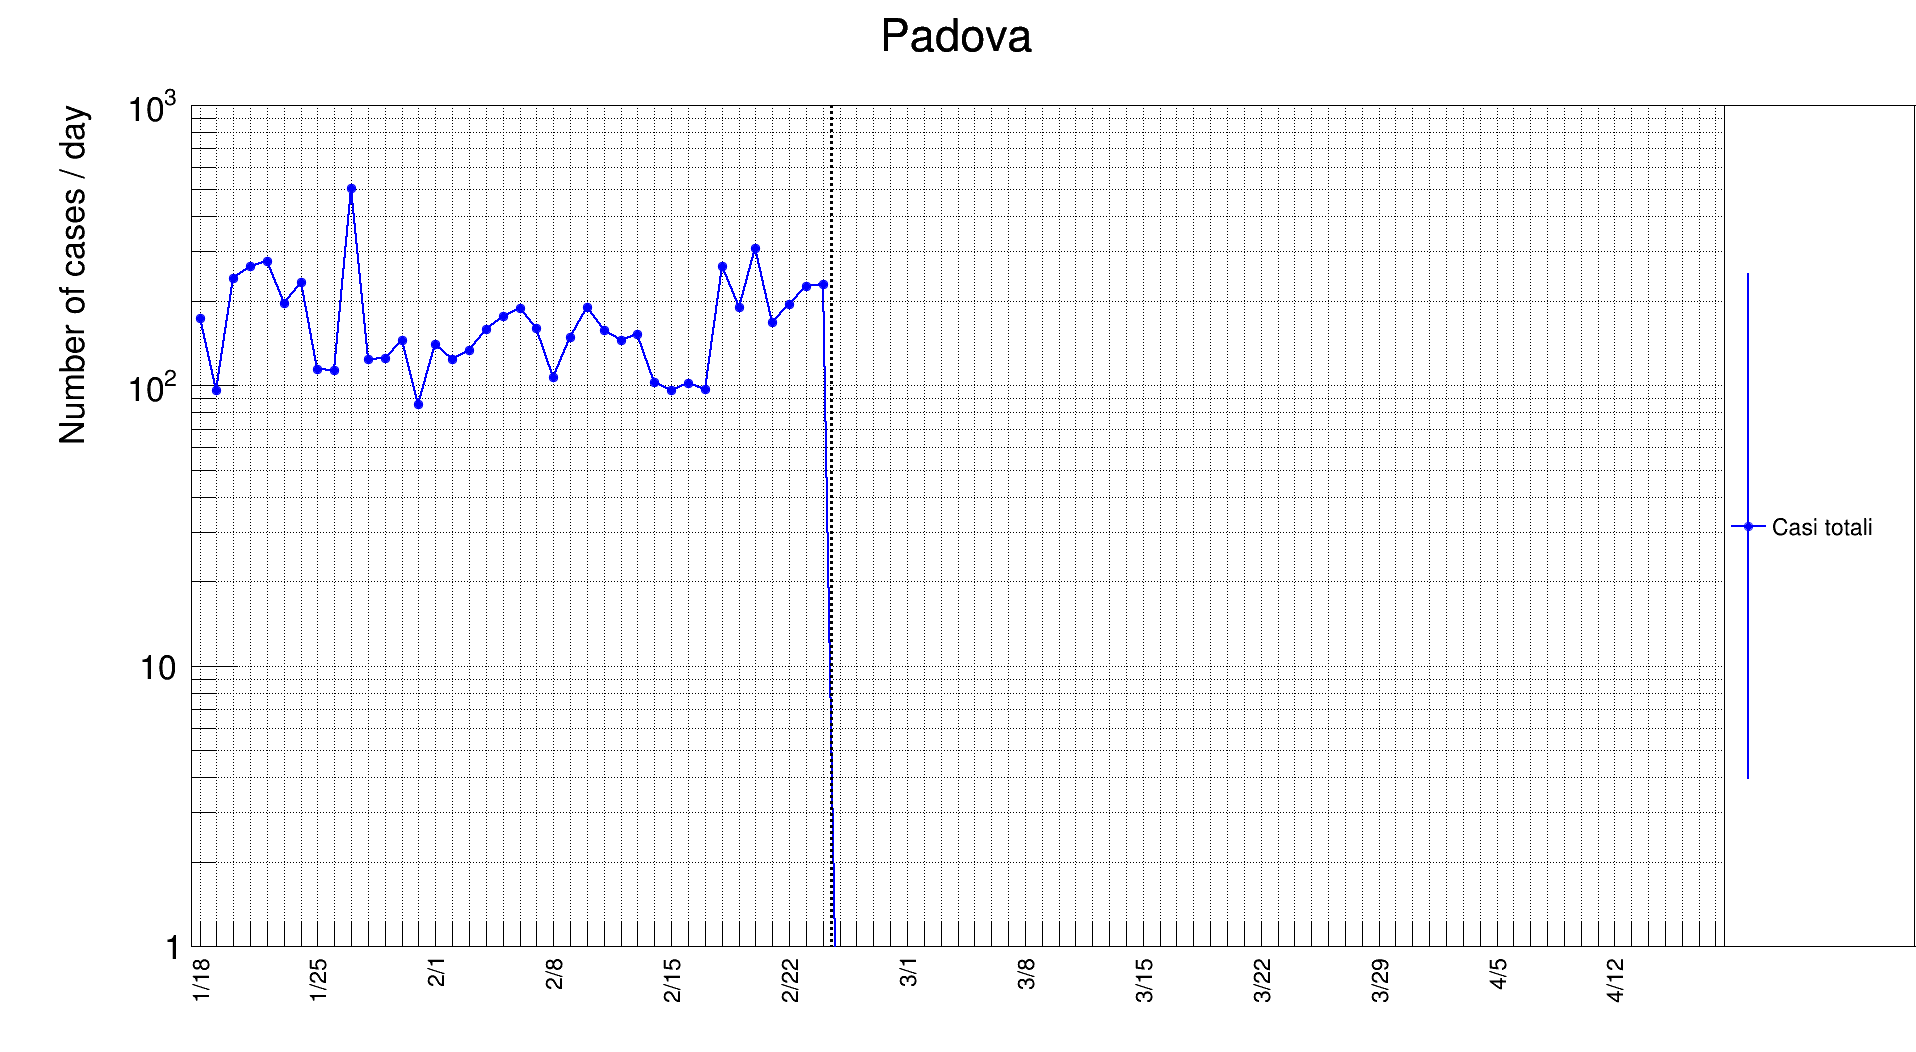 Padova
Number of cases / day
10³
10²
10
1
1/18 1/25 2/1 2/8 2/15 2/22 3/1 3/8 3/15 3/22 3/29 4/5 4/12
Casi totali